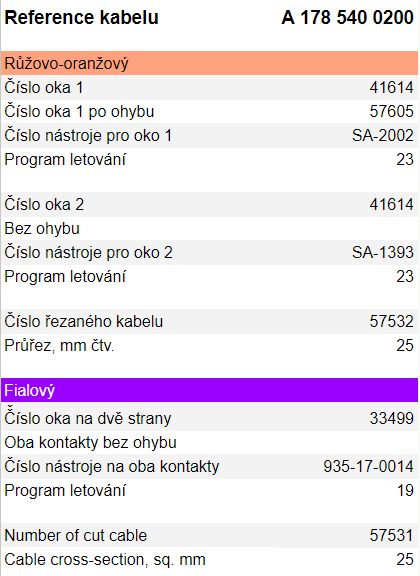 Reference kabelu A 178 540 0200
Růžovo-oranžový
Číslo oka 1 41614
Číslo oka 1 po ohybu 57605
Číslo nástroje pro oko 1 SA-2002
Program letování 23
Číslo oka 2 41614
Bez ohybu
Číslo nástroje pro oko 2 SA-1393
Program letování 23
Číslo řezaného kabelu 57532
Průřez, mm čtv. 25
Fialový
Číslo oka na dvě strany 33499
Oba kontakty bez ohybu
Číslo nástroje na oba kontakty 935-17-0014
Program letování 19
Number of cut cable 57531
Cable cross-section, sq. mm 25